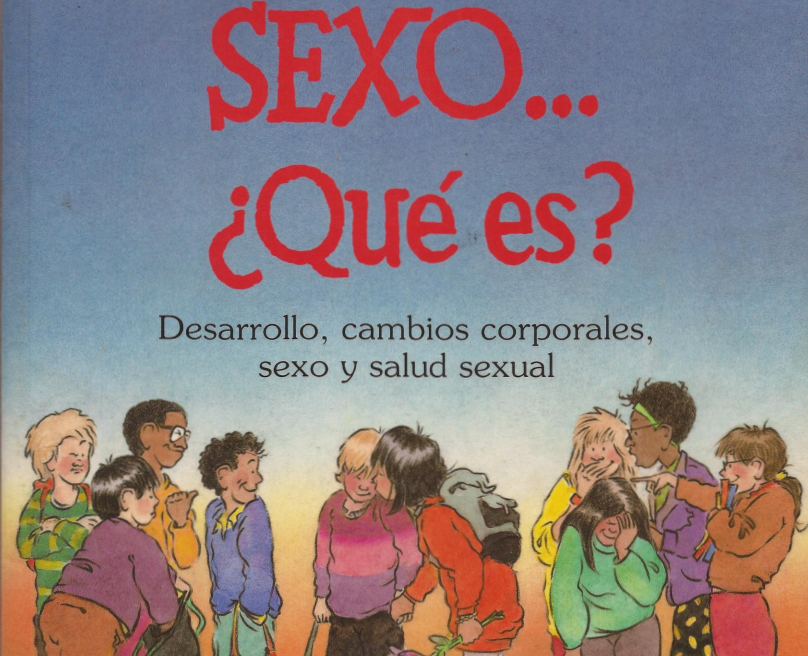 SEXO...
¿Qué es?
Desarrollo, cambios corporales,
sexo y salud sexual